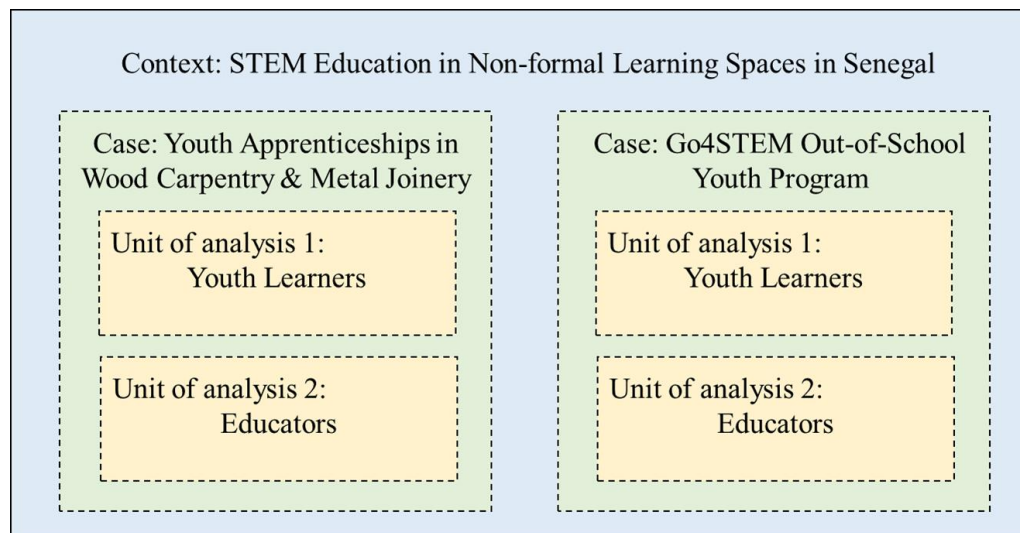 Context: STEM Education in Non-formal Learning Spaces in Senegal
Case: Youth Apprenticeships in
Wood Carpentry & Metal Joinery
Unit of analysis 1:
Youth Learners
Unit of analysis 2:
Educators
Case: Go4STEM Out-of-School
Youth Program
Unit of analysis 1:
Youth Learners
Unit of analysis 2:
Educators